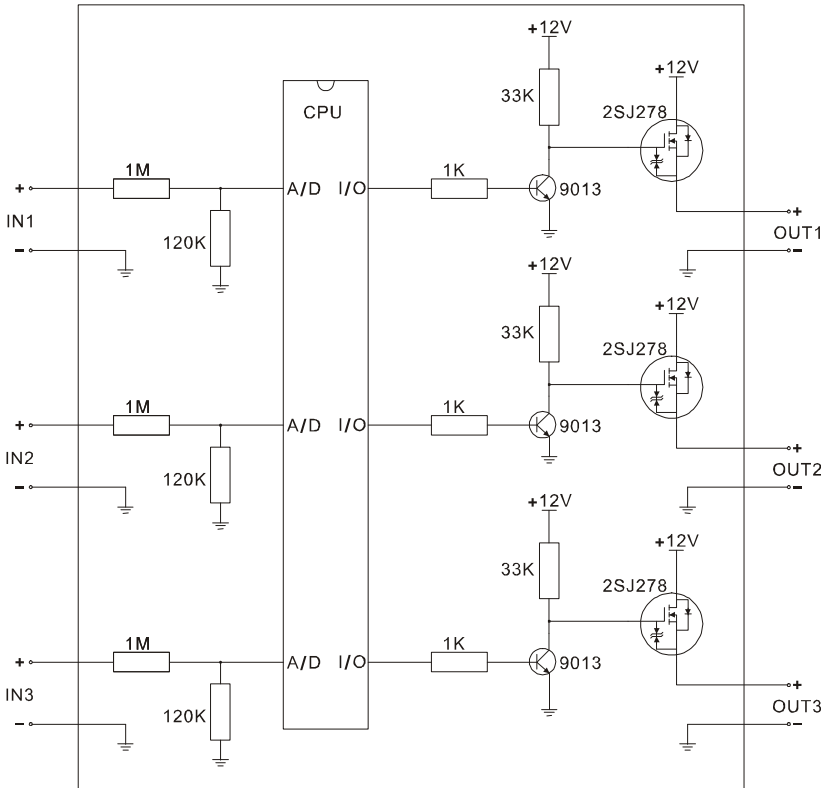 +12V
+12V
33K
2SJ278
CPU
1M
1K
+
A/D I/O
9013
IN1
120K
+
OUT1
-
-
+12V
+12V
33K
2SJ278
1M
1K
+
A/D I/O
9013
IN2
120K
+
OUT2
-
-
+12V
+12V
33K
2SJ278
1M
1K
+
A/D I/O
9013
IN3
120K
+
OUT3
-
-